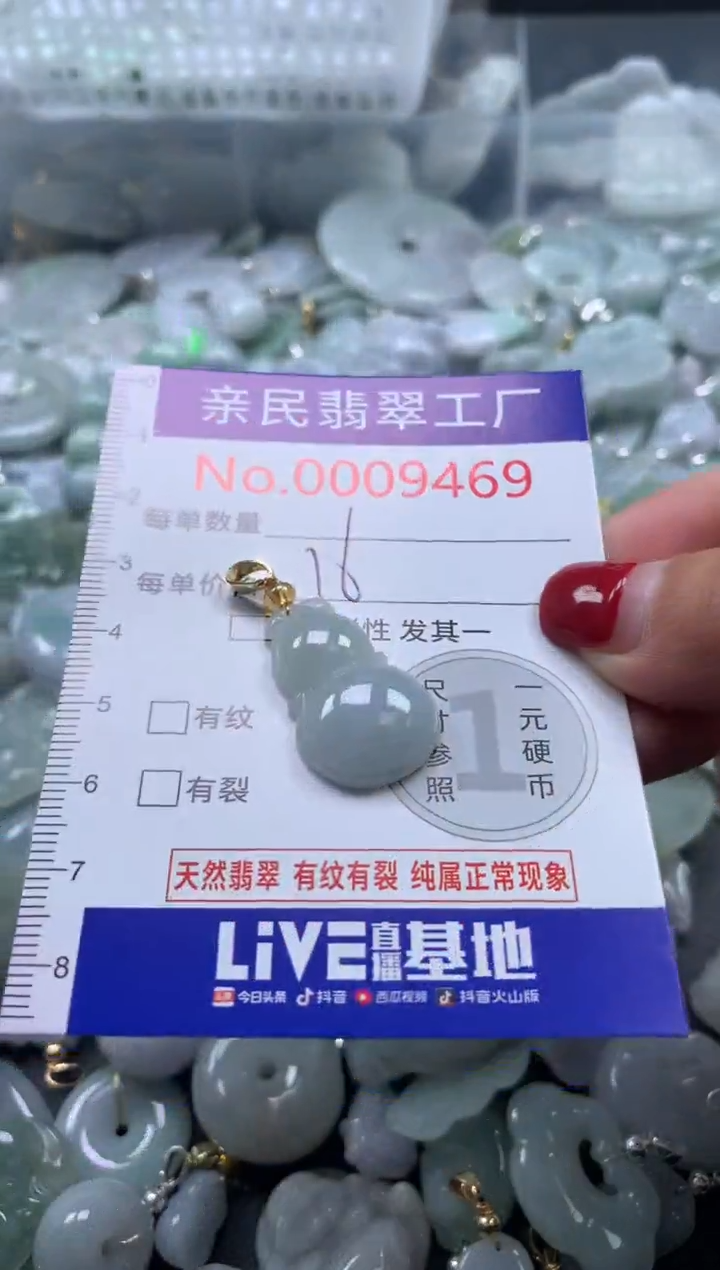 亲民翡翠工厂
No.0009469
每单数量 1
每单价 16
性 发其一
有纹
有裂
尺寸参照
一元硬币
1
天然翡翠 有纹有裂 纯属正常现象
LiVE直播基地
今日头条 抖音 西瓜视频 抖音火山版
0
1
2
3
4
5
6
7
8